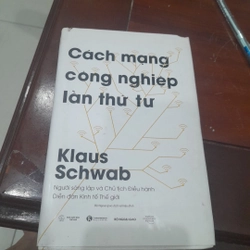 Cách mạng
công nghiệp
lần thứ tư
Klaus
Schwab
Người sáng lập và Chủ tịch Điều hành
Diễn đàn Kinh tế Thế giới